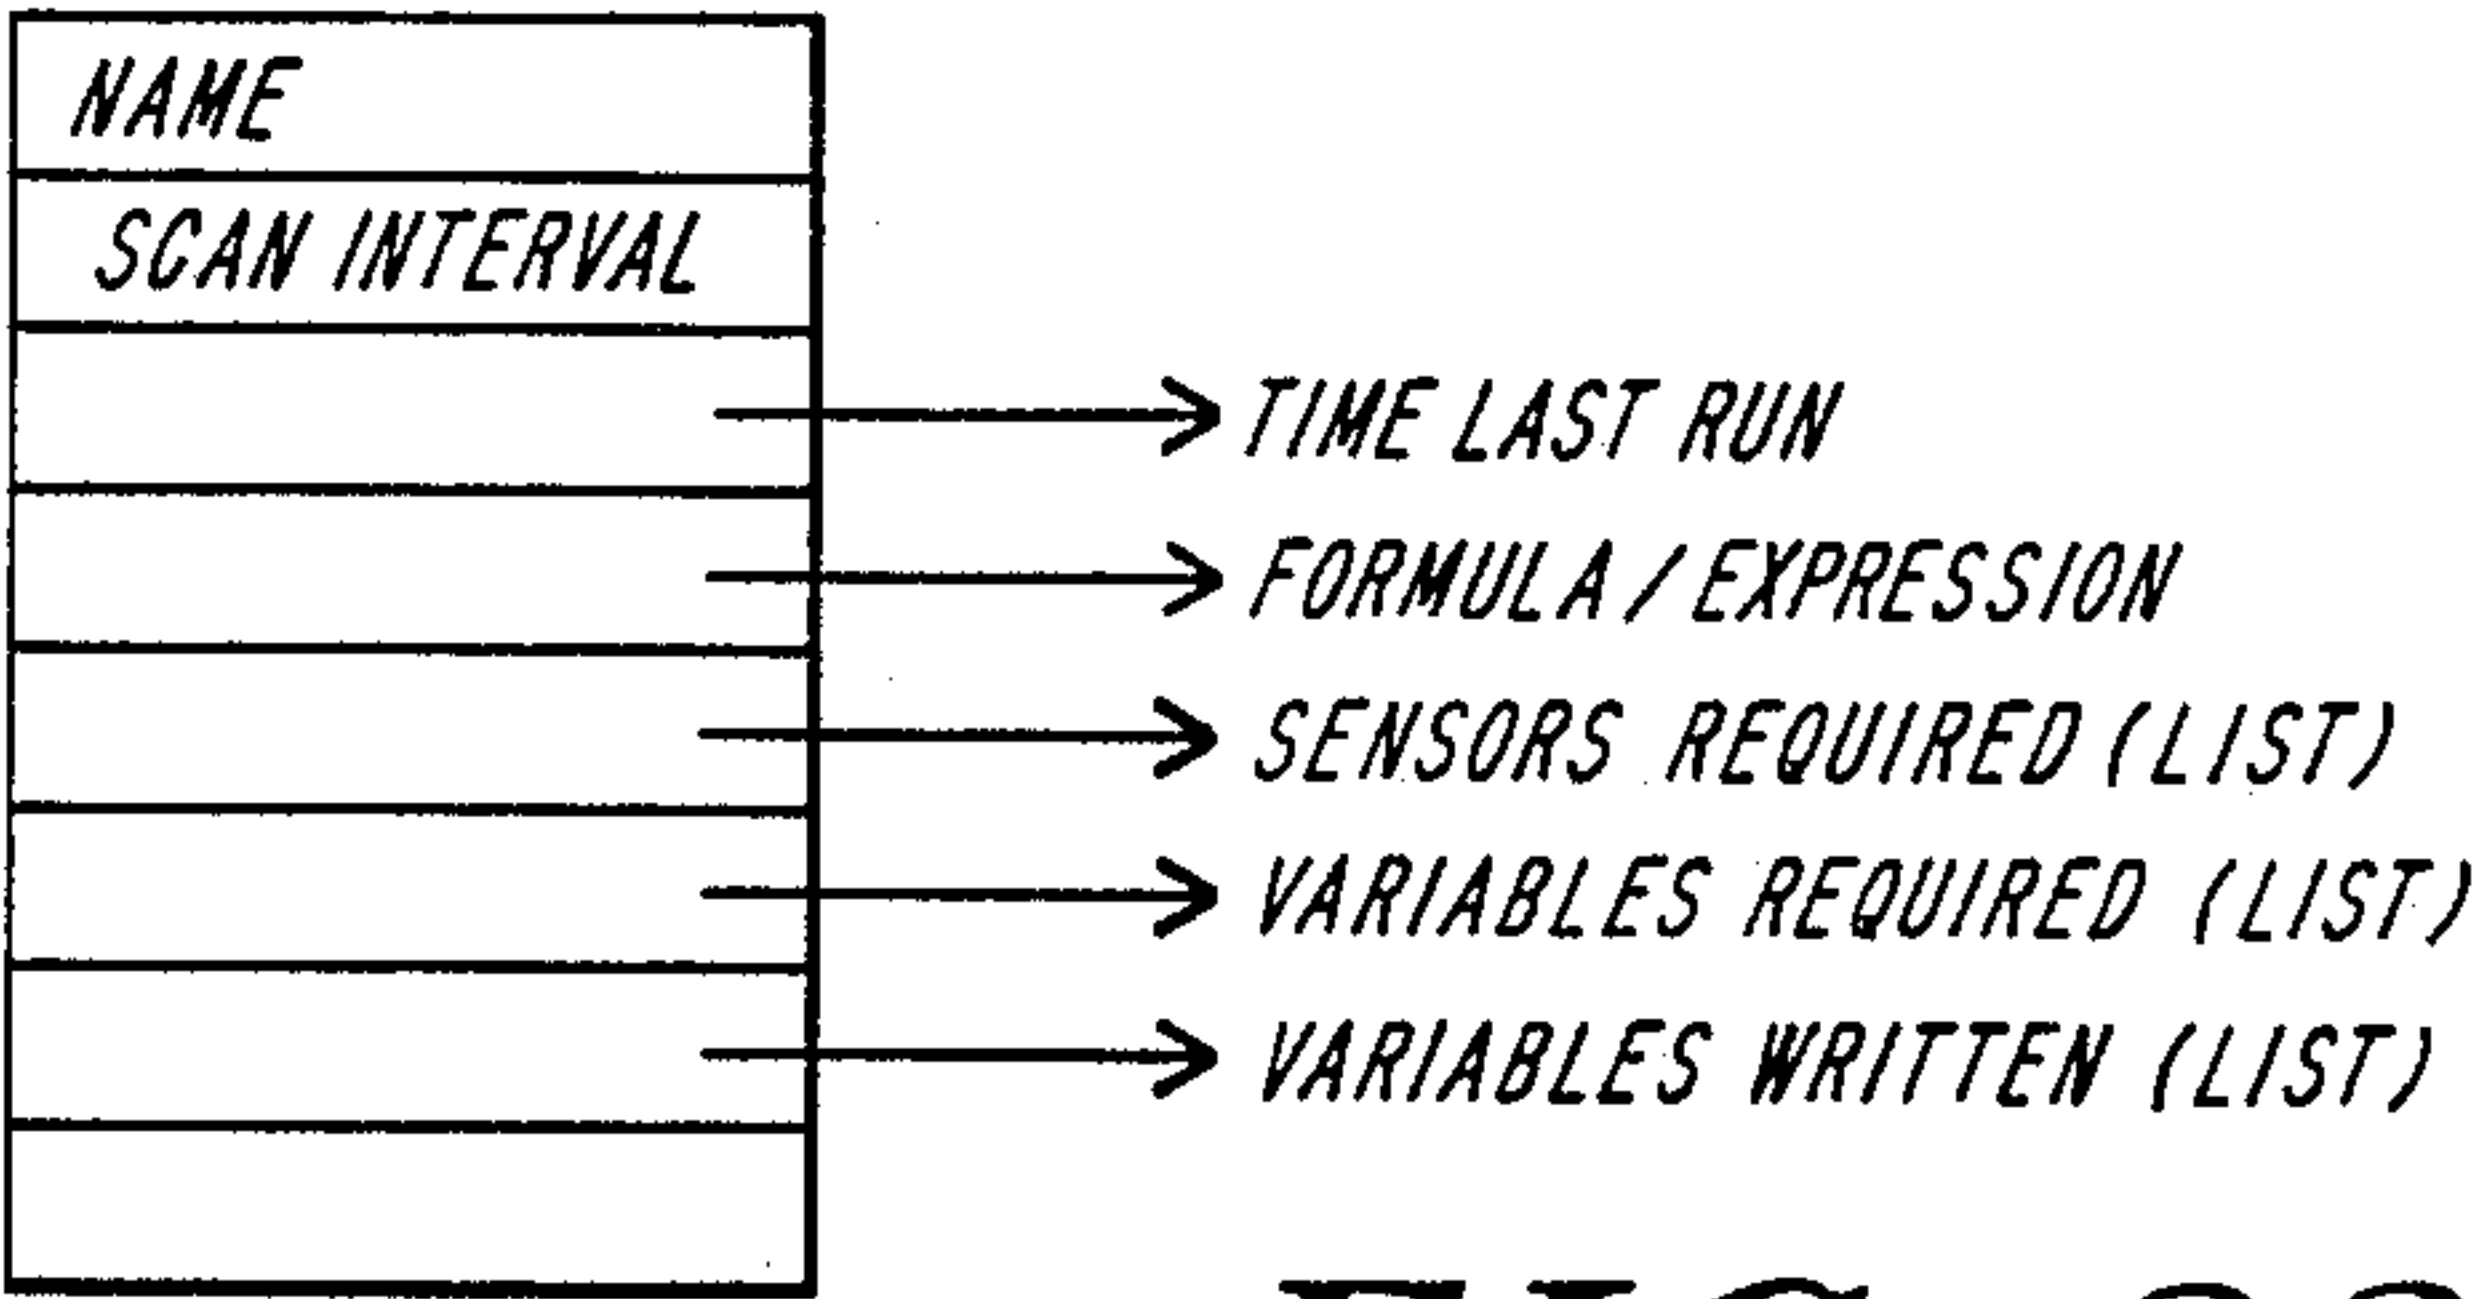 NAME
SCAN INTERVAL
TIME LAST RUN
FORMULA / EXPRESSION
SENSORS REQUIRED (LIST)
VARIABLES REQUIRED (LIST)
VARIABLES WRITTEN (LIST)